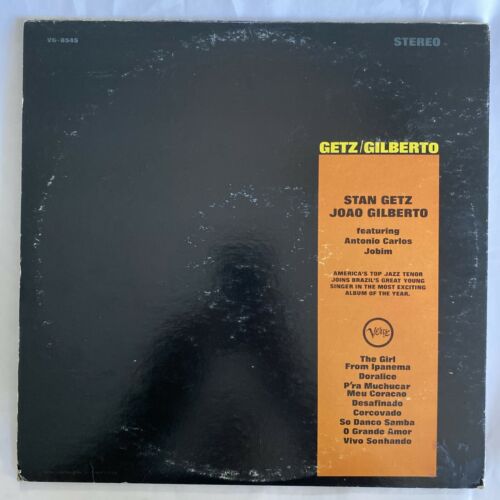 V6-8545
STEREO
GETZ/GILBERTO
STAN GETZ
JOAO GILBERTO
featuring
Antonio Carlos
Jobim
AMERICA'S TOP JAZZ TENOR
JOINS BRAZIL'S GREAT YOUNG
SINGER IN THE MOST EXCITING
ALBUM OF THE YEAR.
Verve
The Girl
From Ipanema
Doralice
P'ra Muchucar
Meu Coracao
Desafinado
Corcovado
So Danco Samba
O Grande Amor
Vivo Sonhando